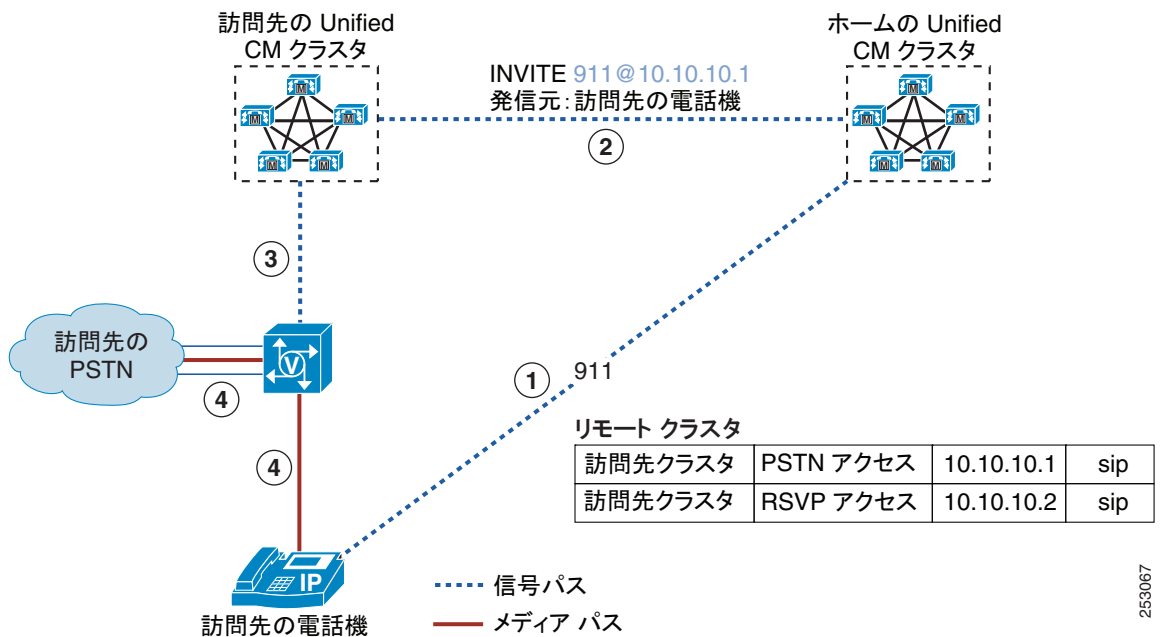 訪問先の Unified
CM クラスタ
ホームの Unified
CM クラスタ
INVITE 911@10.10.10.1
発信元:訪問先の電話機
M
M
M
M
M
M
M
M
M
M
2
3
訪問先の
PSTN
V
4
1
911
4
リモート クラスタ
訪問先クラスタ PSTN アクセス 10.10.10.1 sip
訪問先クラスタ RSVP アクセス 10.10.10.2 sip
IP
訪問先の電話機
信号パス
メディア パス
253067